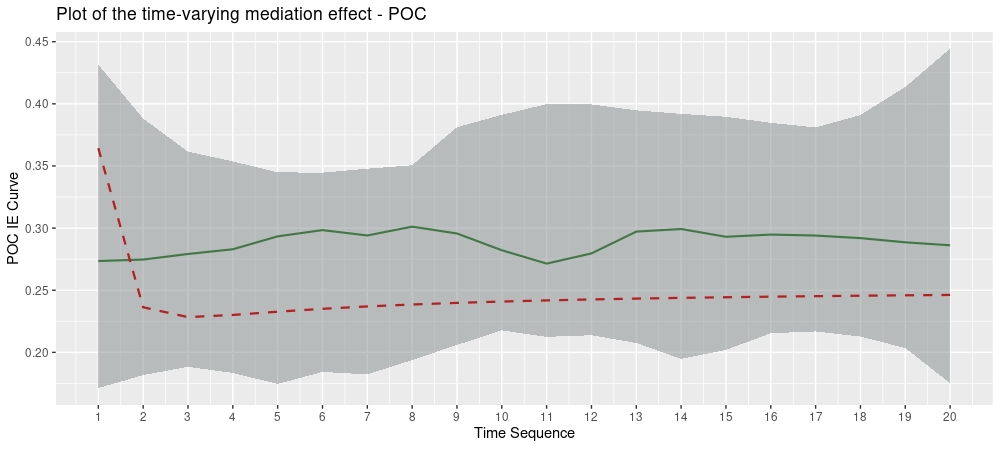 Plot of the time-varying mediation effect - POC
POC IE Curve
0.45
0.40
0.35
0.30
0.25
0.20
1 2 3 4 5 6 7 8 9 10 11 12 13 14 15 16 17 18 19 20
Time Sequence